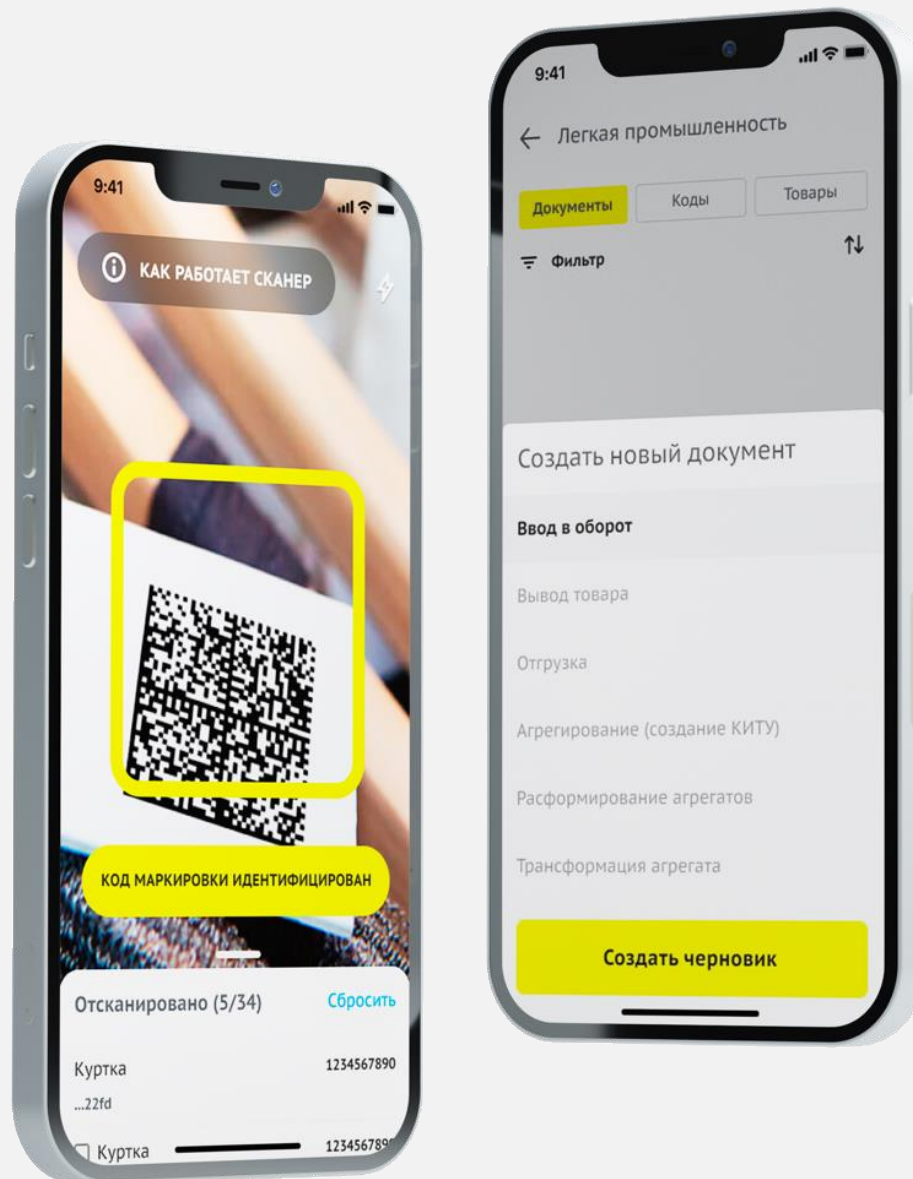 9:41
КАК РАБОТАЕТ СКАНЕР
КОД МАРКИРОВКИ ИДЕНТИФИЦИРОВАН
Отсканировано (5/34) Сбросить
Куртка 1234567890
...22fd
Куртка 1234567890
9:41
Легкая промышленность
Документы Коды Товары
Фильтр
Создать новый документ
Ввод в оборот
Вывод товара
Отгрузка
Агрегирование (создание КИТУ)
Расформирование агрегатов
Трансформация агрегата
Создать черновик